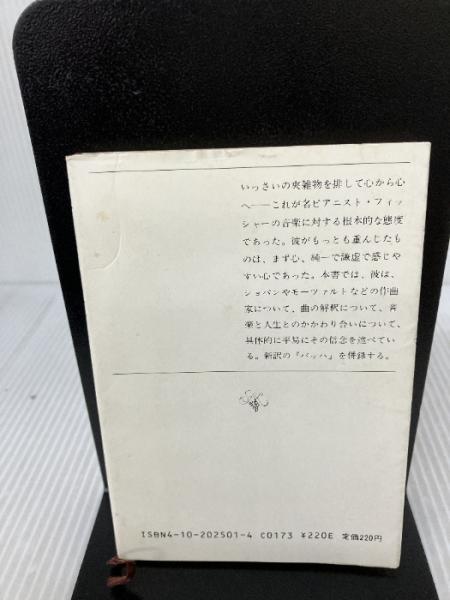 いっさいの夾雑物を排して心から心
へ――これが名ピアニスト・フィッ
シャーの音楽に対する根本的な態度
であった。彼がもっとも重んじたも
のは、まず心、純一で謙虚で感じや
すい心であった。本書では、彼は、
ショパンやモーツァルトなどの作曲
家について、曲の解釈について、音
楽と人生とのかかわり合いについて、
具体的に平易にその信念を述べてい
る。新訳の『バッハ』を併録する。
ISBN4-10-202501-4 C0173 ¥220E 定価220円